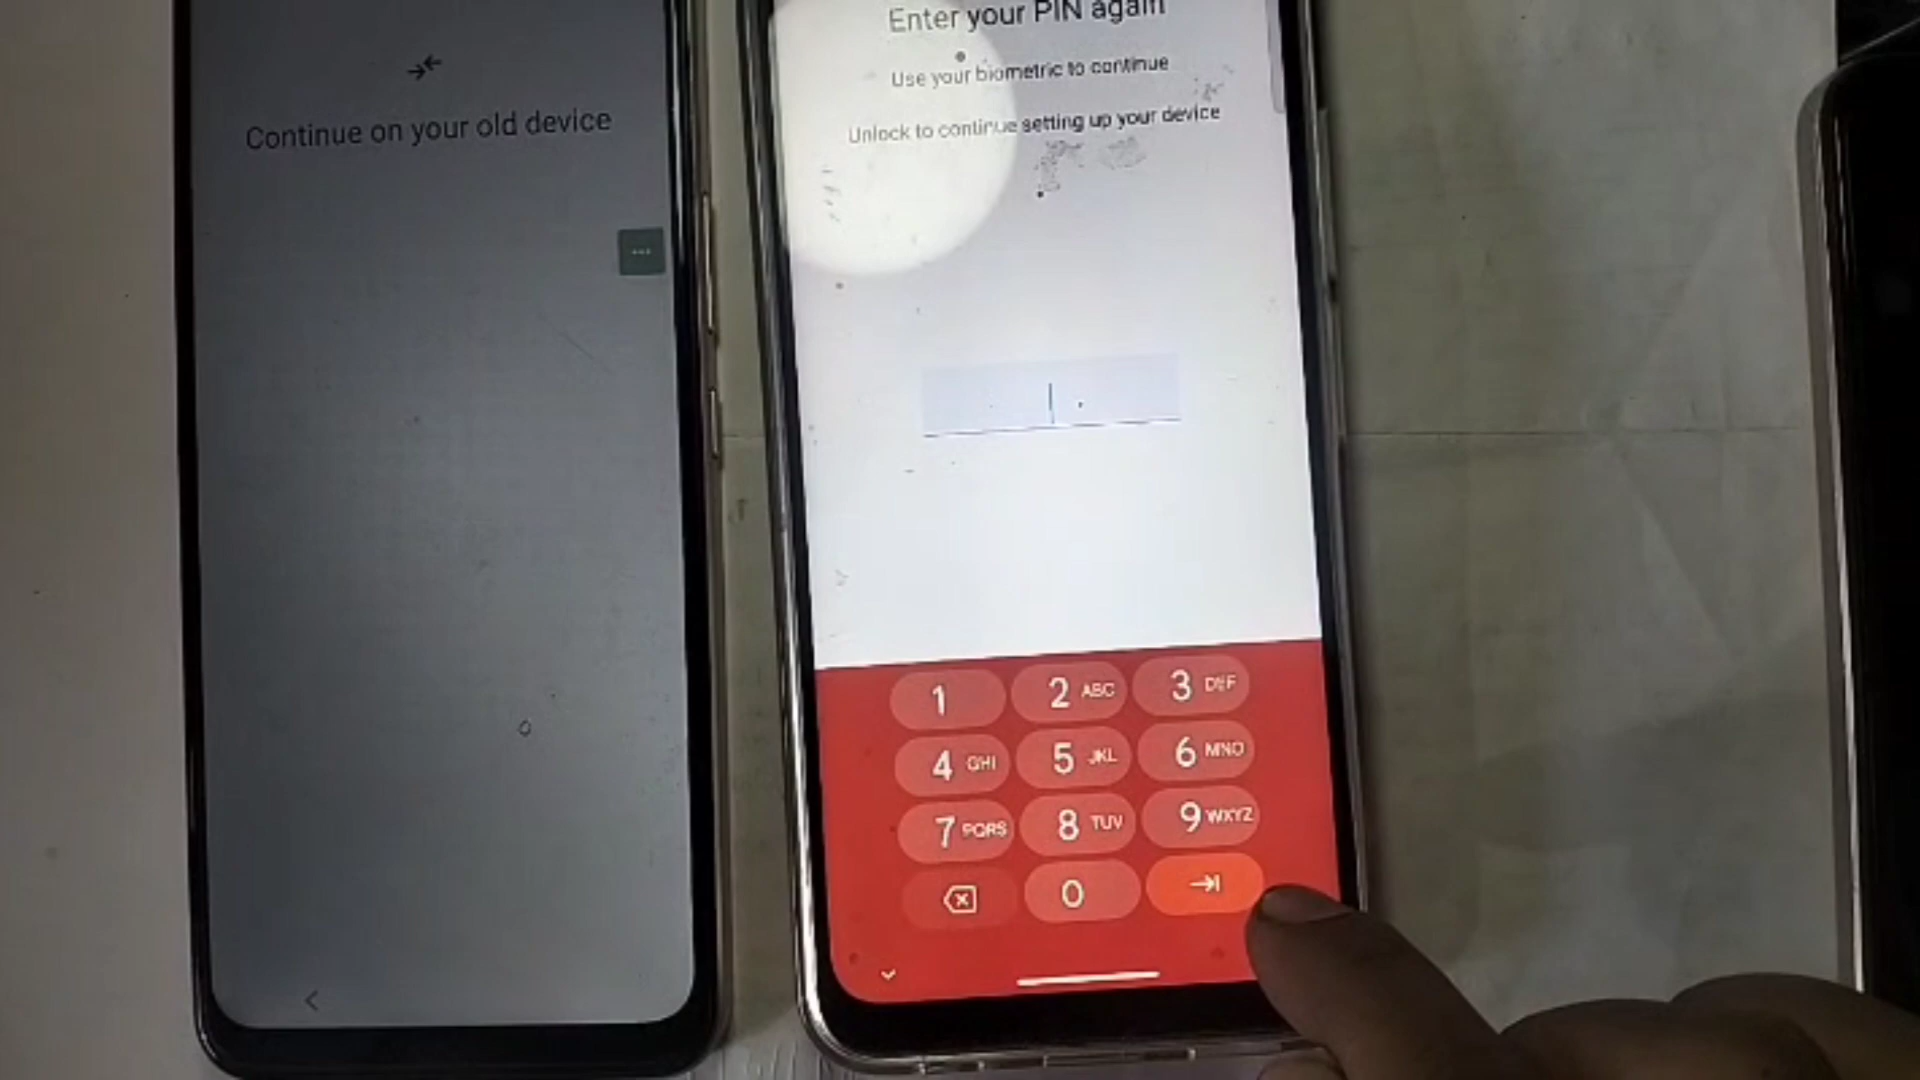 Continue on your old device
...
Enter your PIN again
Use your biometric to continue
Unlock to continue setting up your device
1
2 ABC
3 DEF
4 GHI
5 JKL
6 MNO
7 PQRS
8 TUV
9 WXYZ
0